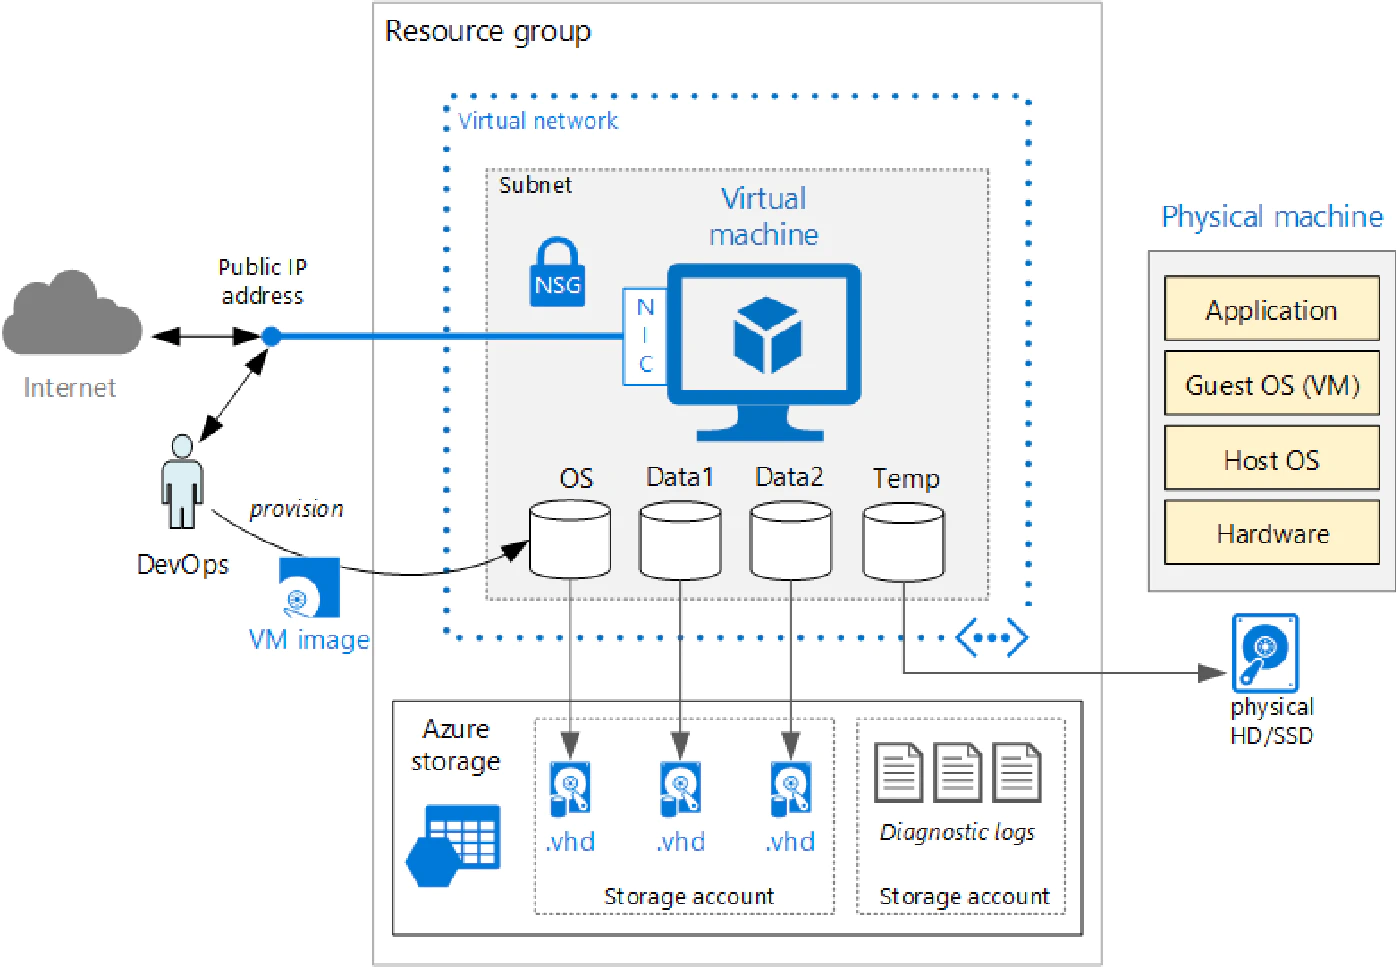 Resource group
Virtual network
Subnet
Virtual
machine
NSG
N
I
C
Public IP
address
Internet
DevOps
provision
VM image
OS
Data1
Data2
Temp
Physical machine
Application
Guest OS (VM)
Host OS
Hardware
physical
HD/SSD
Azure
storage
.vhd
.vhd
.vhd
Storage account
Diagnostic logs
Storage account